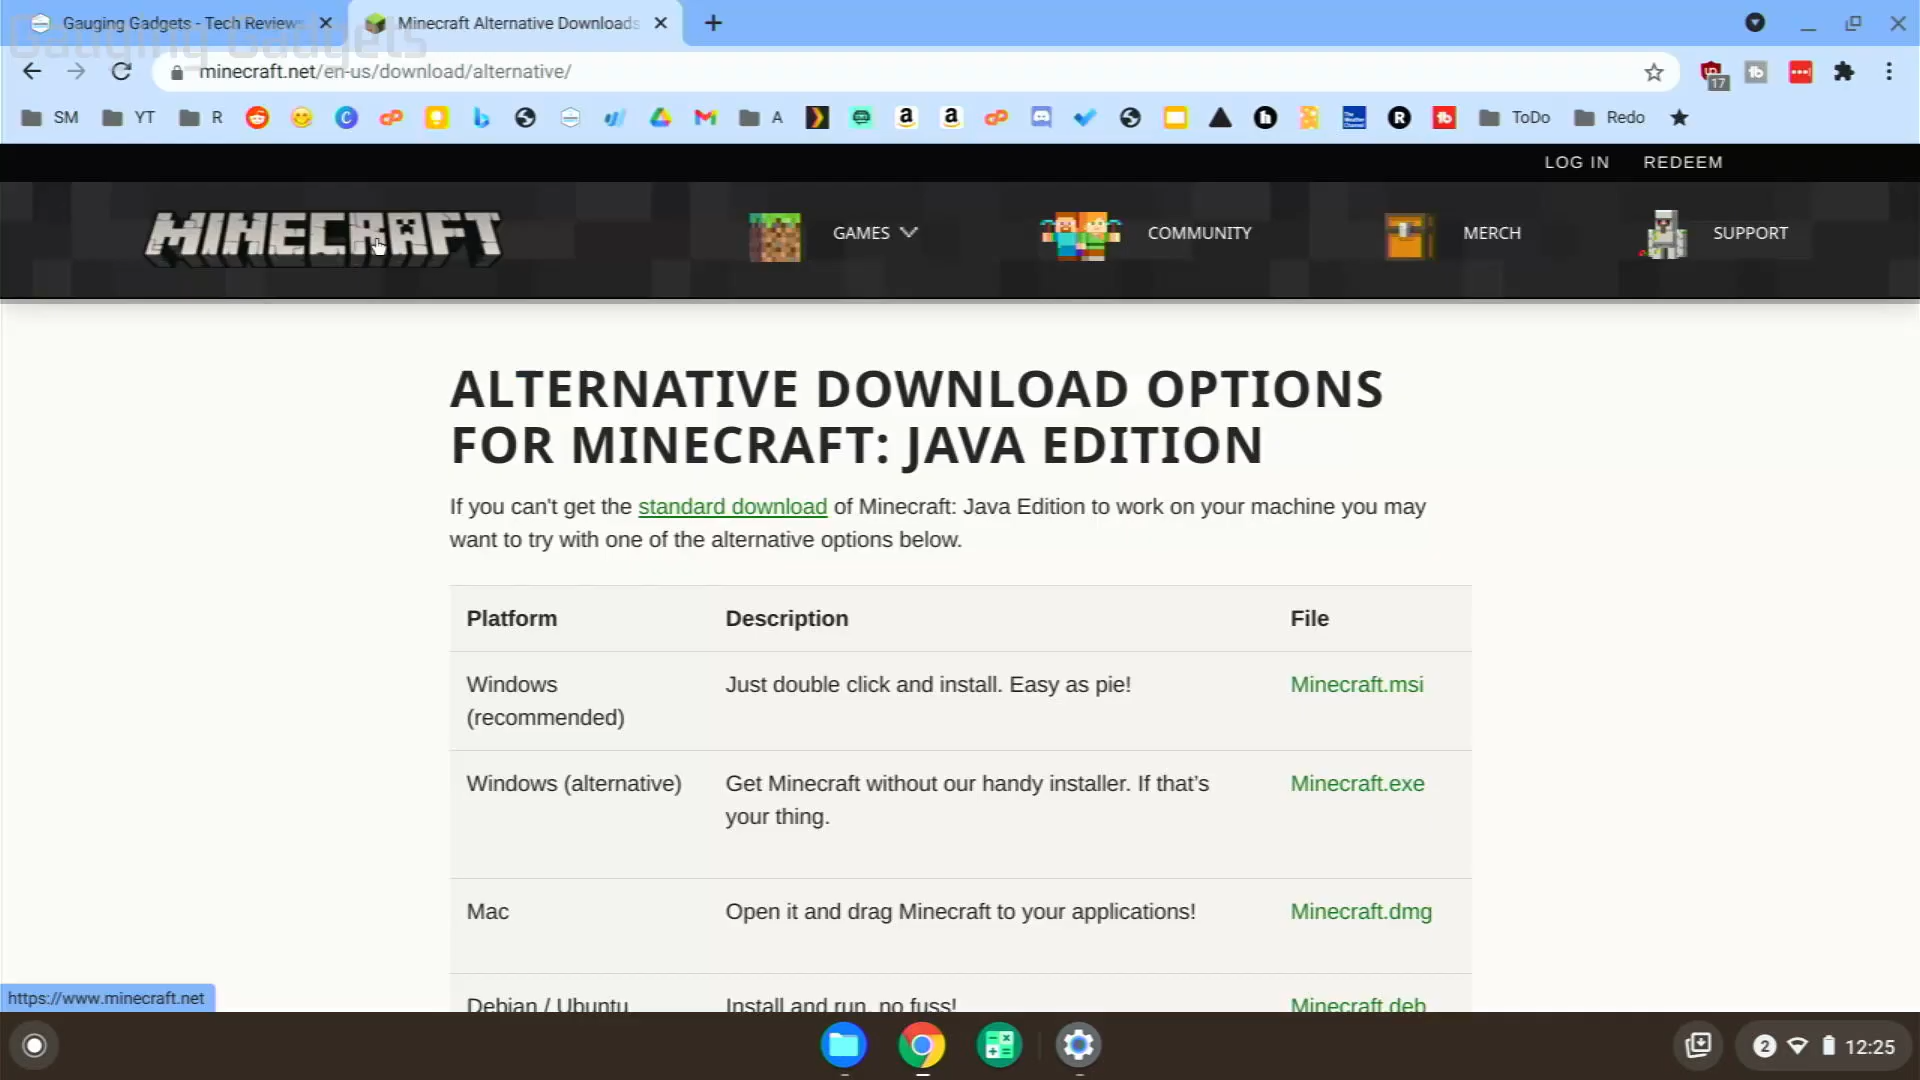 Gauging Gadgets - Tech Review
Minecraft Alternative Downloads
Gauging Gadgets
minecraft.net/en-us/download/alternative/
17
SM YT R A ToDo Redo
LOG IN REDEEM
MINECRAFT GAMES COMMUNITY MERCH SUPPORT
ALTERNATIVE DOWNLOAD OPTIONS
FOR MINECRAFT: JAVA EDITION
If you can't get the standard download of Minecraft: Java Edition to work on your machine you may
want to try with one of the alternative options below.
Platform Description File
Windows Just double click and install. Easy as pie! Minecraft.msi
(recommended)
Windows (alternative) Get Minecraft without our handy installer. If that’s Minecraft.exe
your thing.
Mac Open it and drag Minecraft to your applications! Minecraft.dmg
Debian / Ubuntu Install and run, no fuss! Minecraft.deb
https://www.minecraft.net
2 12:25